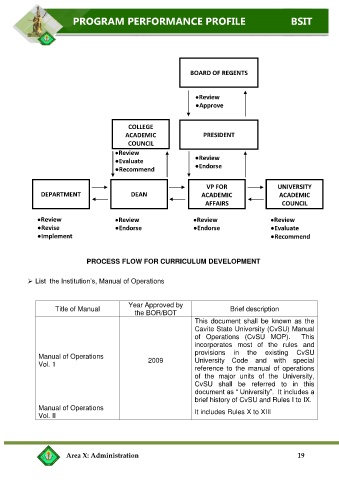 PROGRAM PERFORMANCE PROFILE BSIT
BOARD OF REGENTS
●Review
●Approve
COLLEGE
ACADEMIC
COUNCIL
PRESIDENT
●Review
●Evaluate
●Recommend
●Review
●Endorse
DEPARTMENT
DEAN
VP FOR
ACADEMIC
AFFAIRS
UNIVERSITY
ACADEMIC
COUNCIL
●Review
●Revise
●Implement
●Review
●Endorse
●Review
●Endorse
●Review
●Evaluate
●Recommend
PROCESS FLOW FOR CURRICULUM DEVELOPMENT
➢ List the Institution's, Manual of Operations
Title of Manual
Year Approved by
the BOR/BOT
Brief description
Manual of Operations
Vol. 1
2009
This document shall be known as the
Cavite State University (CvSU) Manual
of Operations (CvSU MOP). This
incorporates most of the rules and
provisions in the existing CvSU
University Code and with special
reference to the manual of operations
of the major units of the University.
CvSU shall be referred to in this
document as " University". It includes a
brief history of CvSU and Rules I to IX.
Manual of Operations
Vol. II
It includes Rules X to XIII
Area X: Administration 19